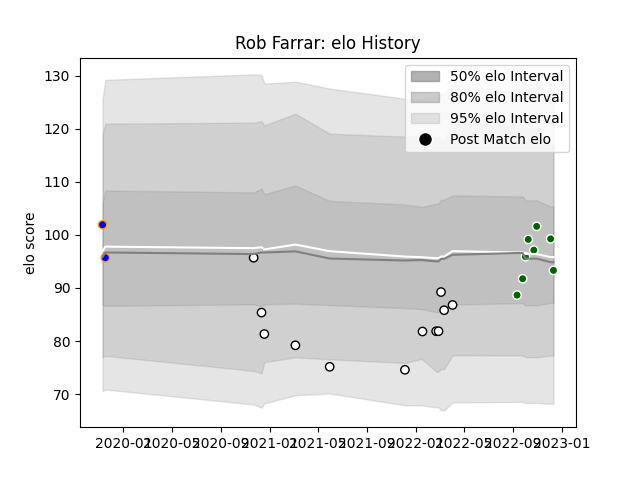 Rob Farrar: elo History
50% elo Interval
80% elo Interval
95% elo Interval
Post Match elo
elo score
130
120
110
100
90
80
70
2020-01 2020-05 2020-09 2021-01 2021-05 2021-09 2022-01 2022-05 2022-09 2023-01